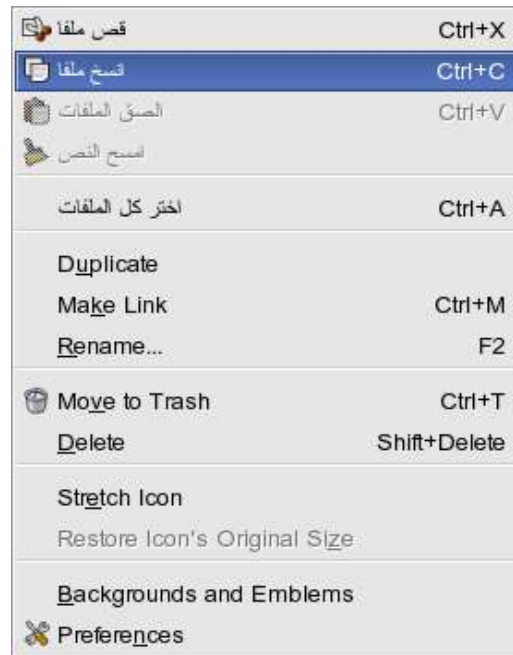 قص ملفا Ctrl+X
انسخ ملفا Ctrl+C
الصق الملفات Ctrl+V
امسح النص
اختر كل الملفات Ctrl+A
Duplicate
Make Link Ctrl+M
Rename... F2
Move to Trash Ctrl+T
Delete Shift+Delete
Stretch Icon
Restore Icon's Original Size
Backgrounds and Emblems
Preferences